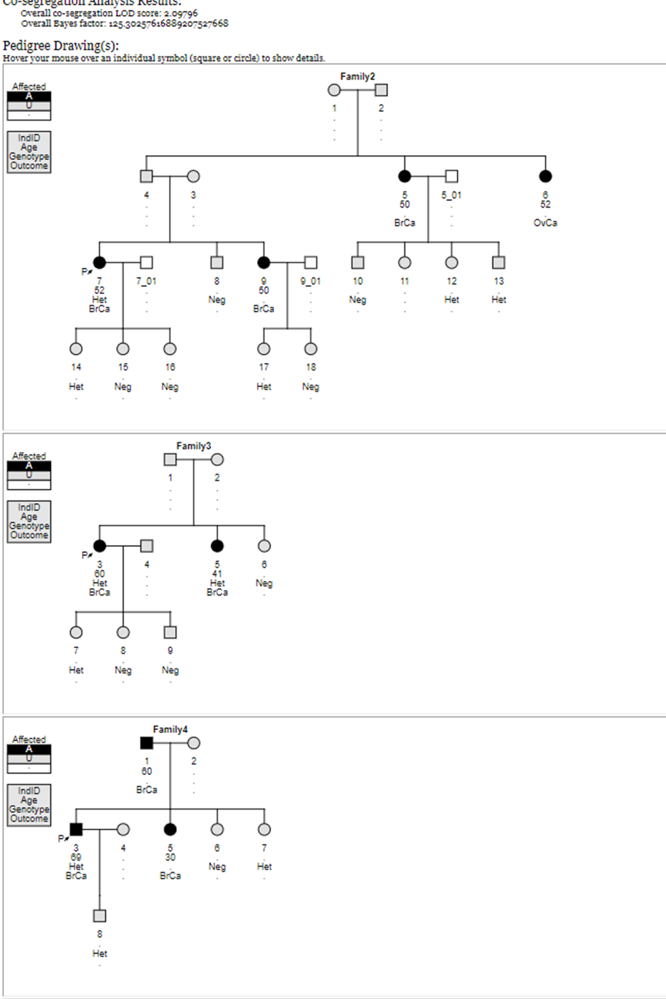 Co-segregation Analysis Results:
Overall co-segregation LOD score: 2.09796
Overall Bayes factor: 125.30257616889207527668
Pedigree Drawing(s):
Hover your mouse over an individual symbol (square or circle) to show details.
Family2
Affected
A
U
.
IndID
Age
Genotype
Outcome
1
2
4
3
5
50
.
BrCa
5_01
6
52
.
OvCa
P
7
52
Het
BrCa
7_01
8
.
Neg
.
9
50
.
BrCa
9_01
10
.
Neg
.
11
12
.
Het
.
13
.
Het
.
14
.
Het
.
15
.
Neg
.
16
.
Neg
.
17
.
Het
.
18
.
Neg
.
Family3
Affected
A
U
.
IndID
Age
Genotype
Outcome
1
2
P
3
60
Het
BrCa
4
5
41
Het
BrCa
6
.
Neg
.
7
.
Het
.
8
.
Neg
.
9
.
Neg
.
Family4
Affected
A
U
.
IndID
Age
Genotype
Outcome
1
60
.
BrCa
2
P
3
69
Het
BrCa
4
5
30
.
BrCa
6
.
Neg
.
7
.
Het
.
8
.
Het
.